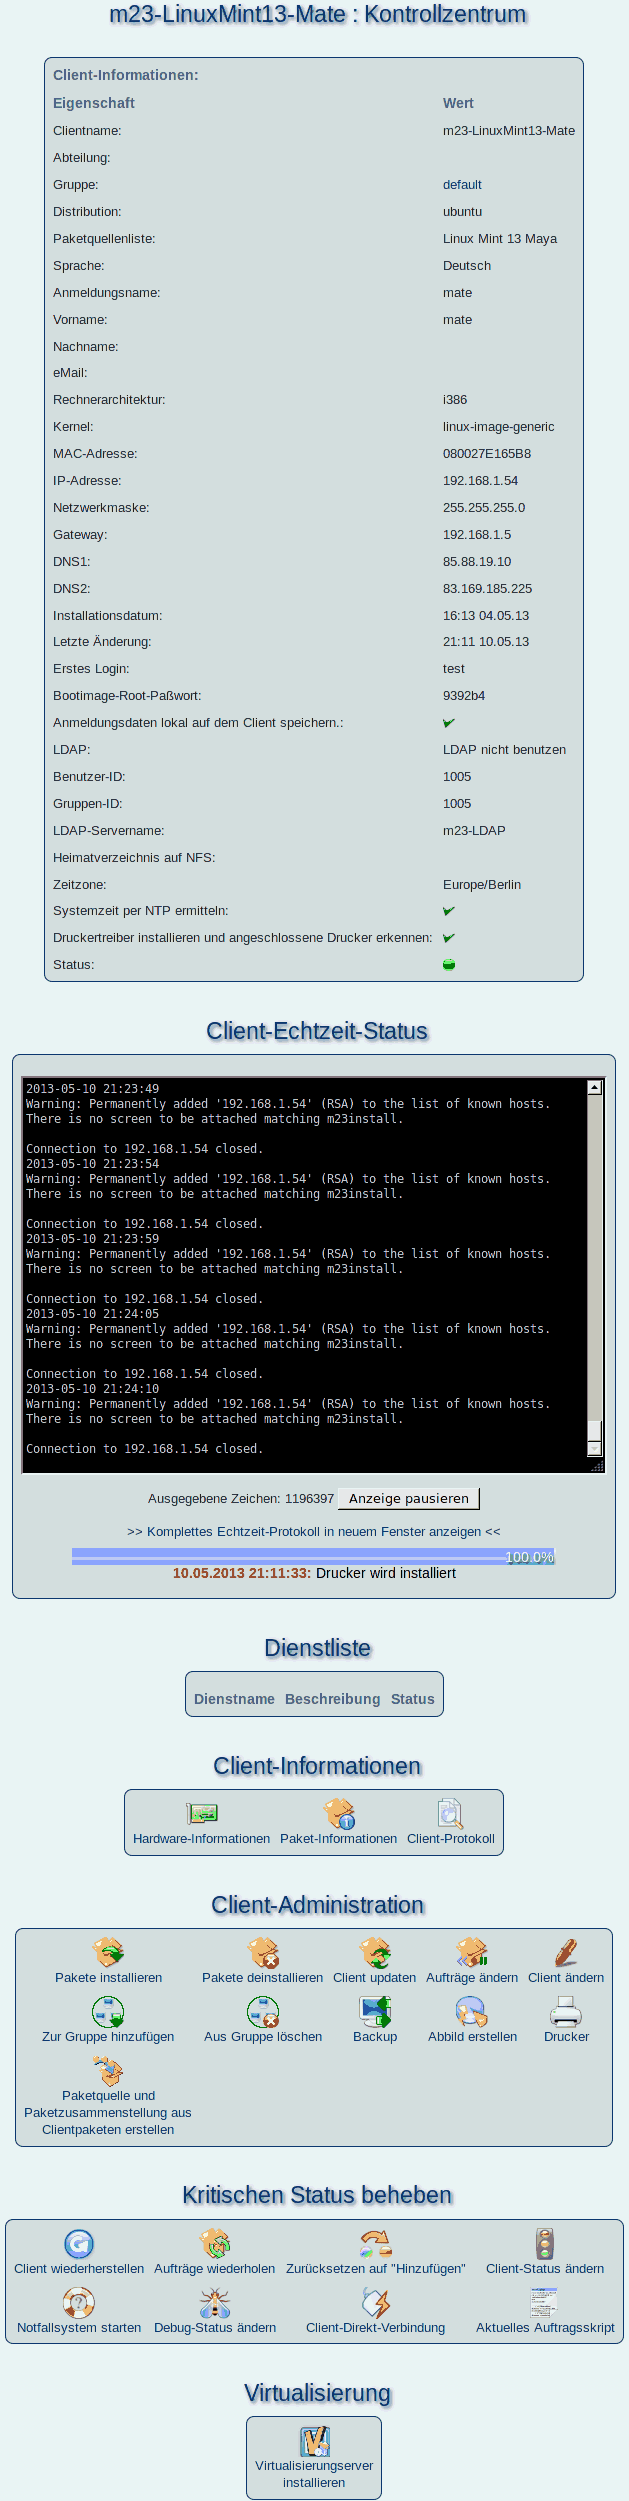 m23-LinuxMint13-Mate : Kontrollzentrum
Client-Informationen:
Eigenschaft Wert
Clientname: m23-LinuxMint13-Mate
Abteilung:
Gruppe: default
Distribution: ubuntu
Paketquellenliste: Linux Mint 13 Maya
Sprache: Deutsch
Anmeldungsname: mate
Vorname: mate
Nachname:
eMail:
Rechnerarchitektur: i386
Kernel: linux-image-generic
MAC-Adresse: 080027E165B8
IP-Adresse: 192.168.1.54
Netzwerkmaske: 255.255.255.0
Gateway: 192.168.1.5
DNS1: 85.88.19.10
DNS2: 83.169.185.225
Installationsdatum: 16:13 04.05.13
Letzte Änderung: 21:11 10.05.13
Erstes Login: test
Bootimage-Root-Paßwort: 9392b4
Anmeldungsdaten lokal auf dem Client speichern.:
LDAP: LDAP nicht benutzen
Benutzer-ID: 1005
Gruppen-ID: 1005
LDAP-Servername: m23-LDAP
Heimatverzeichnis auf NFS:
Zeitzone: Europe/Berlin
Systemzeit per NTP ermitteln:
Druckertreiber installieren und angeschlossene Drucker erkennen:
Status:
Client-Echtzeit-Status
2013-05-10 21:23:49
Warning: Permanently added '192.168.1.54' (RSA) to the list of known hosts.
There is no screen to be attached matching m23install.
Connection to 192.168.1.54 closed.
2013-05-10 21:23:54
Warning: Permanently added '192.168.1.54' (RSA) to the list of known hosts.
There is no screen to be attached matching m23install.
Connection to 192.168.1.54 closed.
2013-05-10 21:23:59
Warning: Permanently added '192.168.1.54' (RSA) to the list of known hosts.
There is no screen to be attached matching m23install.
Connection to 192.168.1.54 closed.
2013-05-10 21:24:05
Warning: Permanently added '192.168.1.54' (RSA) to the list of known hosts.
There is no screen to be attached matching m23install.
Connection to 192.168.1.54 closed.
2013-05-10 21:24:10
Warning: Permanently added '192.168.1.54' (RSA) to the list of known hosts.
There is no screen to be attached matching m23install.
Connection to 192.168.1.54 closed.
Ausgegebene Zeichen: 1196397 Anzeige pausieren
>> Komplettes Echtzeit-Protokoll in neuem Fenster anzeigen <<
100.0%
10.05.2013 21:11:33: Drucker wird installiert
Dienstliste
Dienstname Beschreibung Status
Client-Informationen
Hardware-Informationen Paket-Informationen Client-Protokoll
Client-Administration
Pakete installieren Pakete deinstallieren Client updaten Aufträge ändern Client ändern
Zur Gruppe hinzufügen Aus Gruppe löschen Backup Abbild erstellen Drucker
Paketquelle und
Paketzusammenstellung aus
Clientpaketen erstellen
Kritischen Status beheben
Client wiederherstellen Aufträge wiederholen Zurücksetzen auf "Hinzufügen" Client-Status ändern
Notfallsystem starten Debug-Status ändern Client-Direkt-Verbindung Aktuelles Auftragsskript
Virtualisierung
Virtualisierungserver
installieren